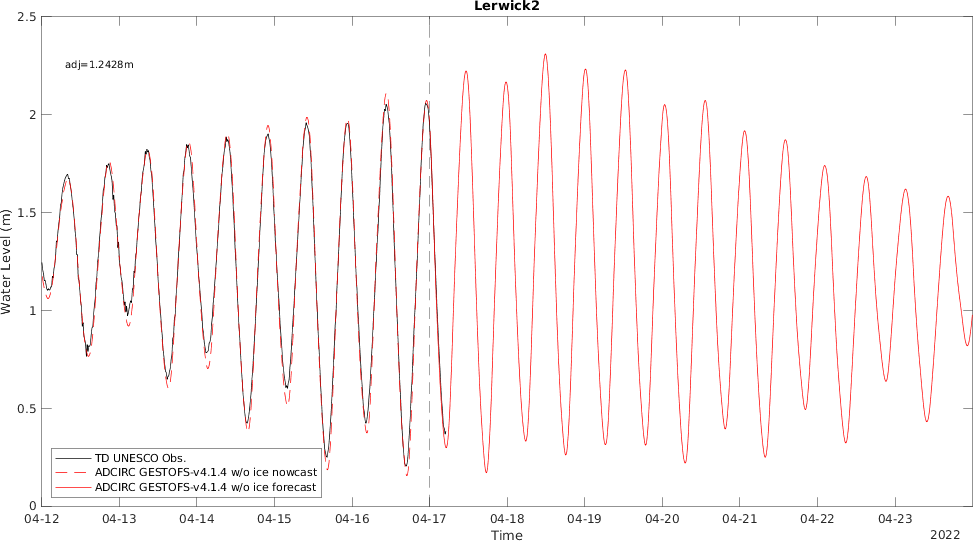 Lerwick2
2.5
adj=1.2428m
2
1.5
Water Level (m)
1
0.5
TD UNESCO Obs.
ADCIRC GESTOFS-v4.1.4 w/o ice nowcast
ADCIRC GESTOFS-v4.1.4 w/o ice forecast
0
04-12 04-13 04-14 04-15 04-16 04-17 04-18 04-19 04-20 04-21 04-22 04-23
Time
2022